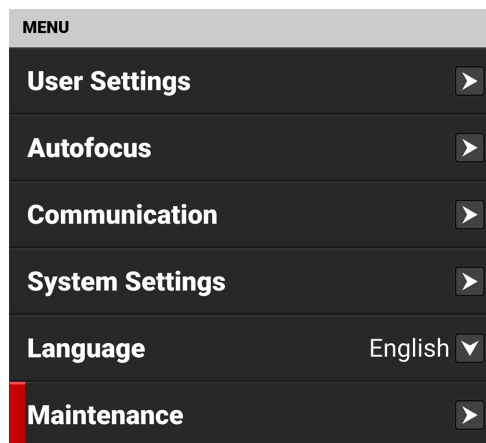 MENU
User Settings
Autofocus
Communication
System Settings
Language English
Maintenance